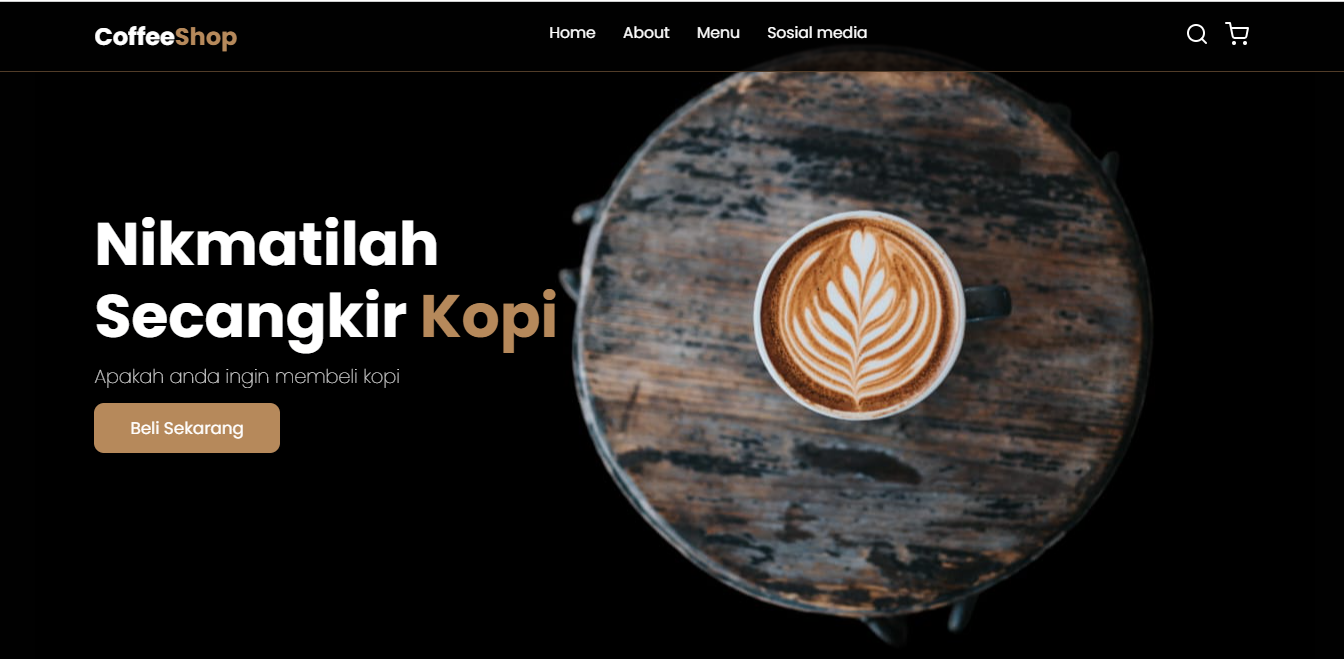 CoffeeShop
Home About Menu Sosial media
Nikmatilah
Secangkir Kopi
Apakah anda ingin membeli kopi
Beli Sekarang